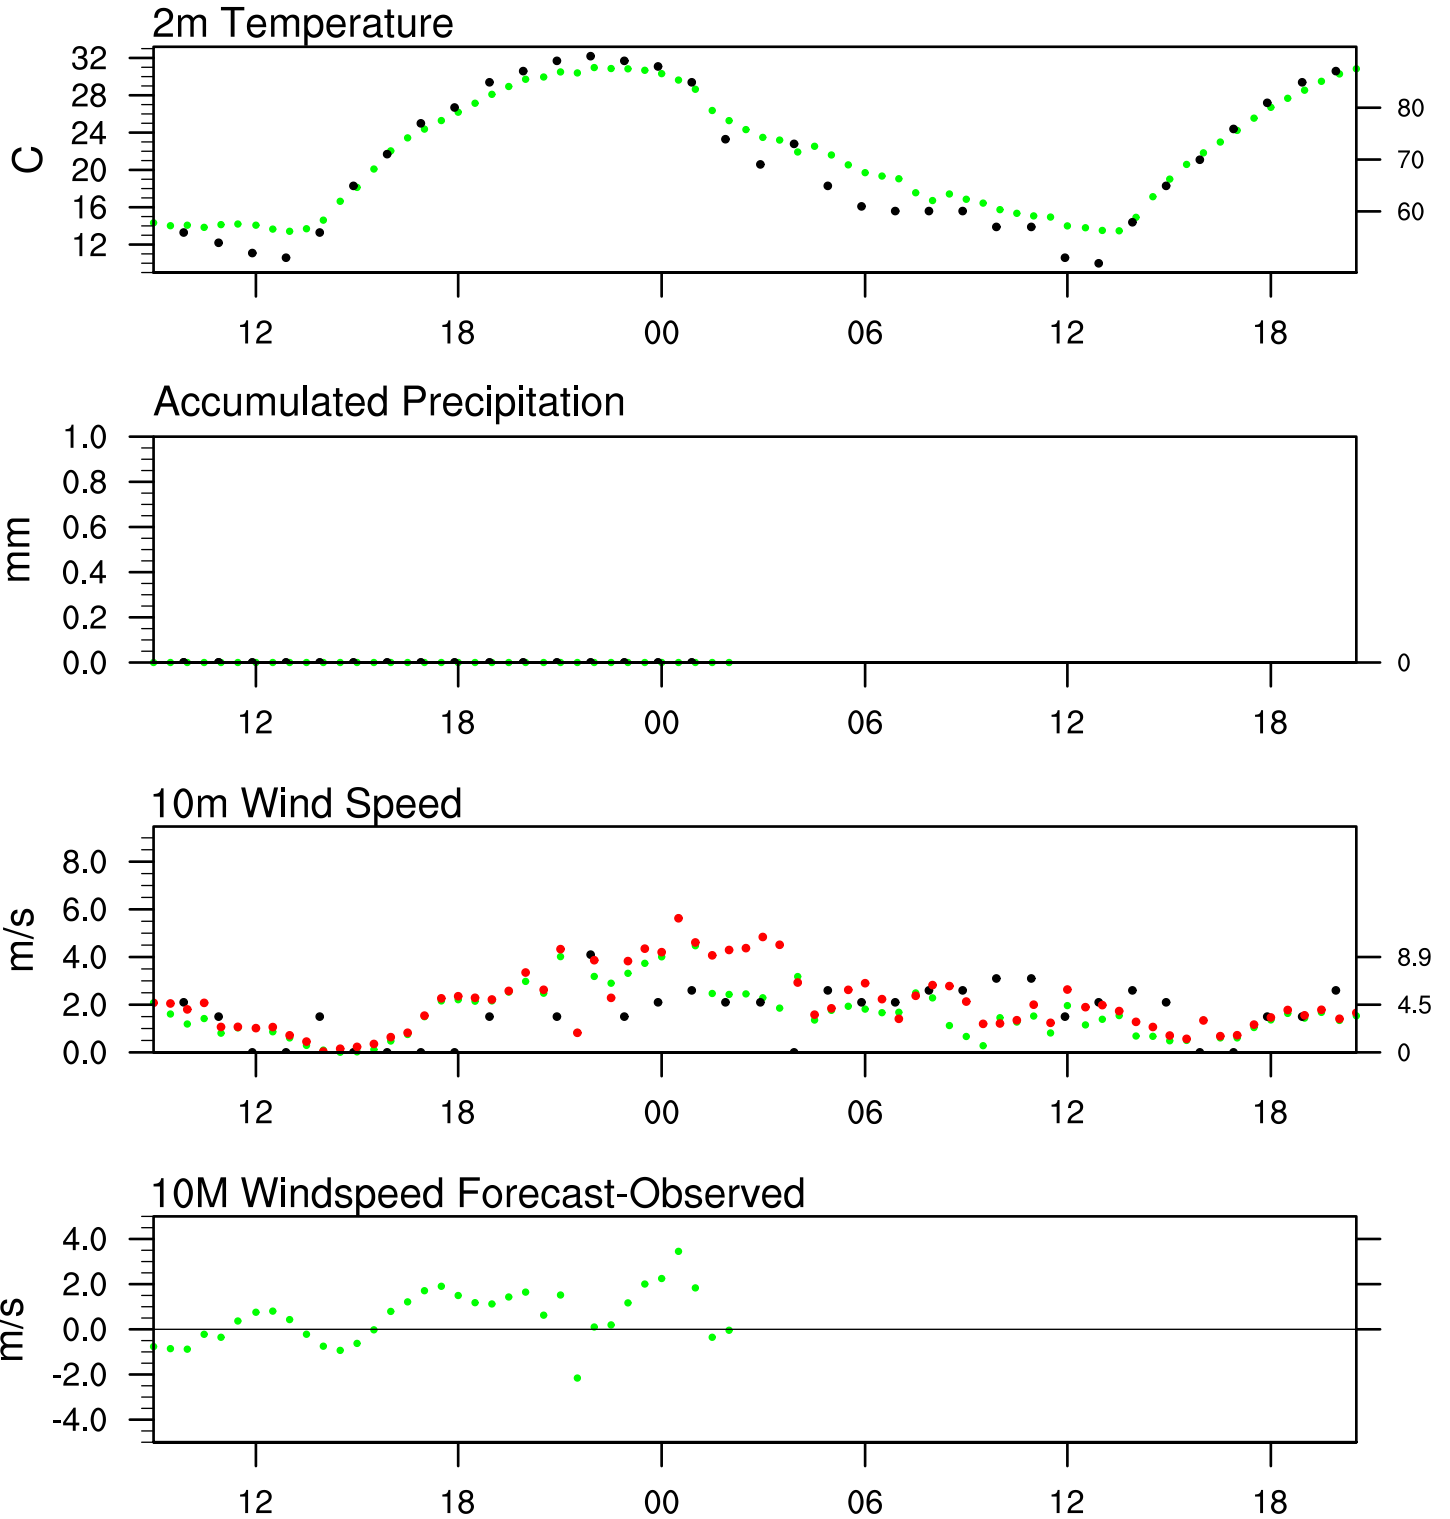 2m Temperature
C
32
28
24
20
16
12
80
70
60
12 18 00 06 12 18
Accumulated Precipitation
mm
1.0
0.8
0.6
0.4
0.2
0.0
0
12 18 00 06 12 18
10m Wind Speed
m/s
8.0
6.0
4.0
2.0
0.0
8.9
4.5
0
12 18 00 06 12 18
10M Windspeed Forecast-Observed
m/s
4.0
2.0
0.0
-2.0
-4.0
12 18 00 06 12 18